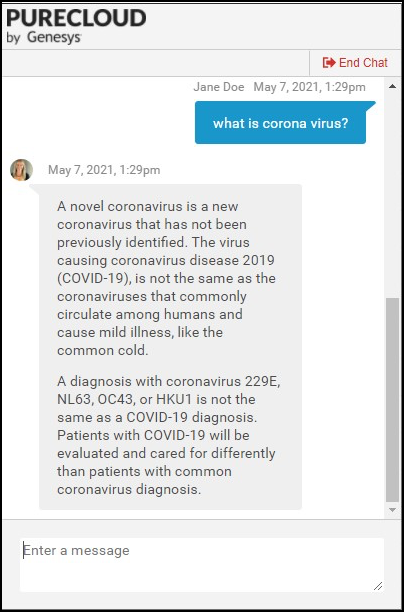 PURECLOUD
by Genesys
End Chat
Jane Doe May 7, 2021, 1:29pm
what is corona virus?
May 7, 2021, 1:29pm
A novel coronavirus is a new
coronavirus that has not been
previously identified. The virus
causing coronavirus disease 2019
(COVID-19), is not the same as the
coronaviruses that commonly
circulate among humans and
cause mild illness, like the
common cold.
A diagnosis with coronavirus 229E,
NL63, OC43, or HKU1 is not the
same as a COVID-19 diagnosis.
Patients with COVID-19 will be
evaluated and cared for differently
than patients with common
coronavirus diagnosis.
Enter a message